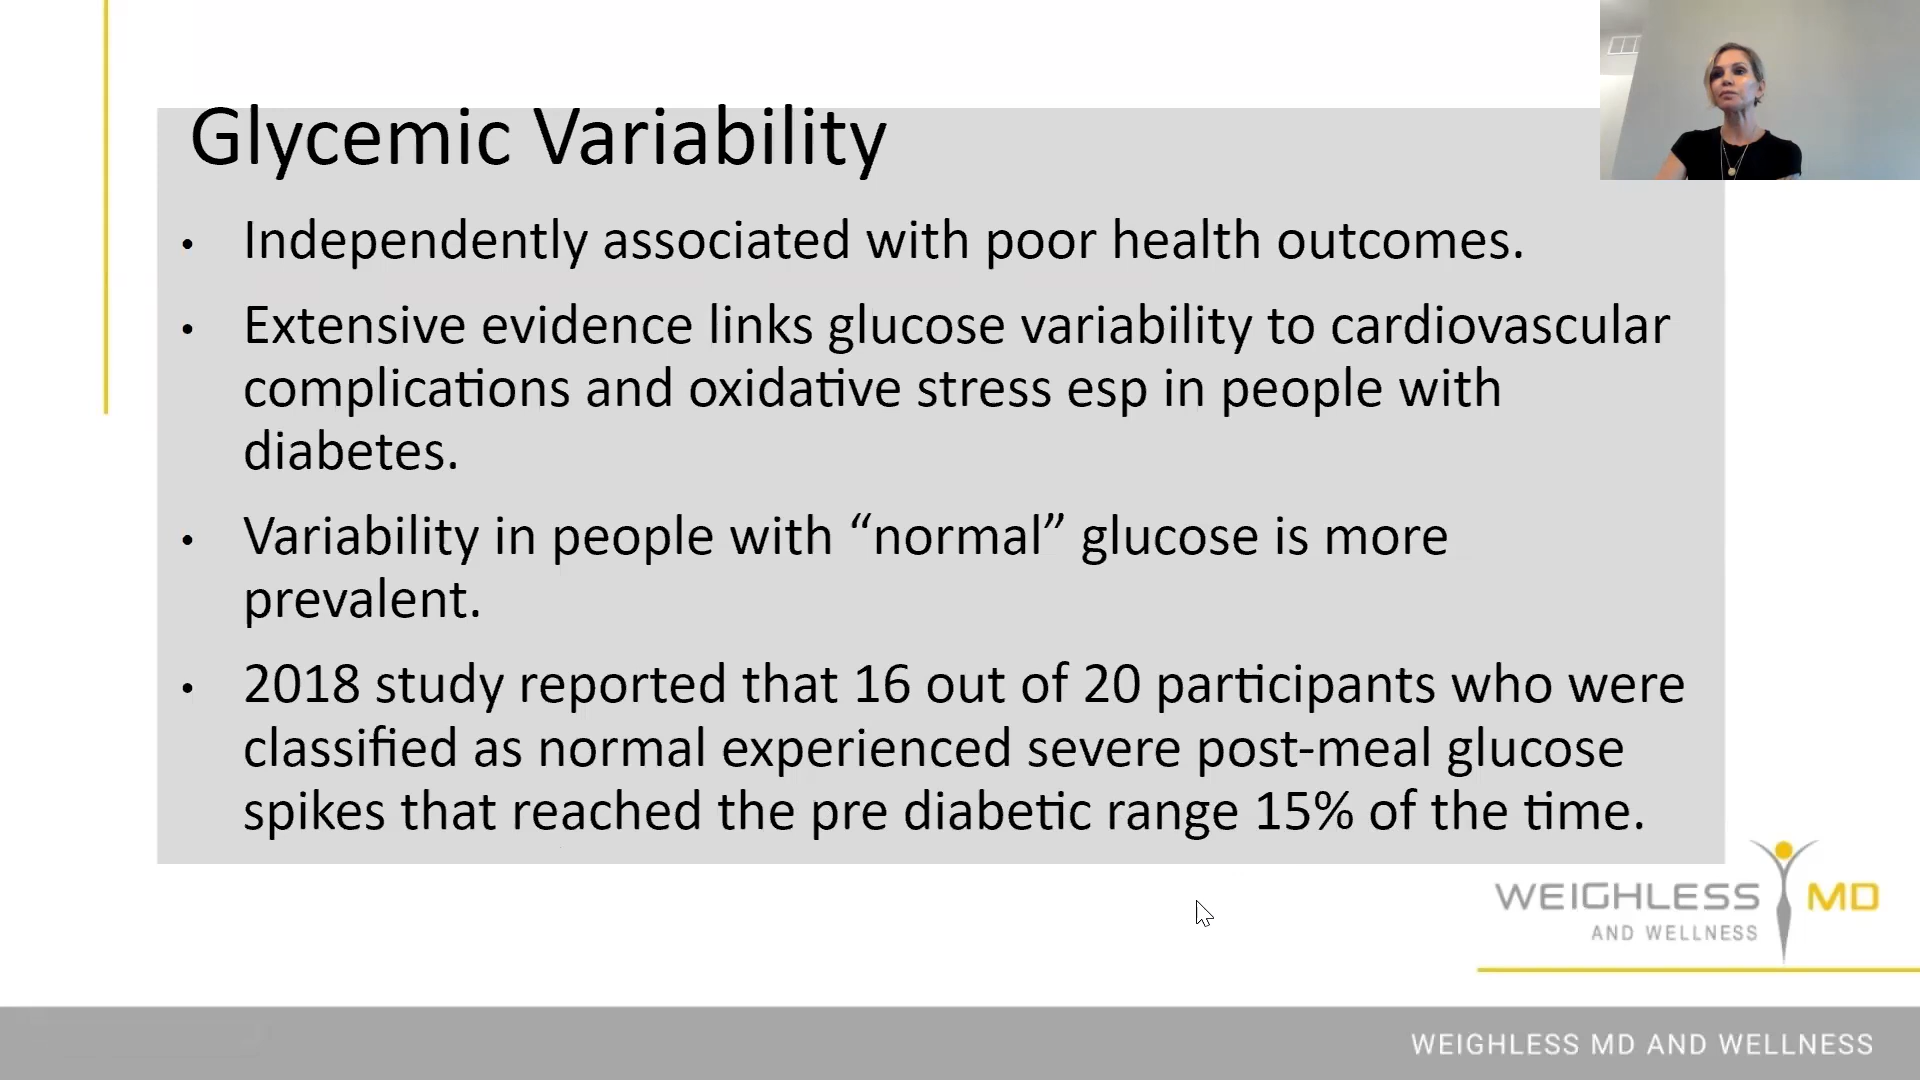 Glycemic Variability
• Independently associated with poor health outcomes.
• Extensive evidence links glucose variability to cardiovascular
complications and oxidative stress esp in people with
diabetes.
• Variability in people with “normal” glucose is more
prevalent.
• 2018 study reported that 16 out of 20 participants who were
classified as normal experienced severe post-meal glucose
spikes that reached the pre diabetic range 15% of the time.
WEIGHLESS MD
AND WELLNESS
WEIGHLESS MD AND WELLNESS